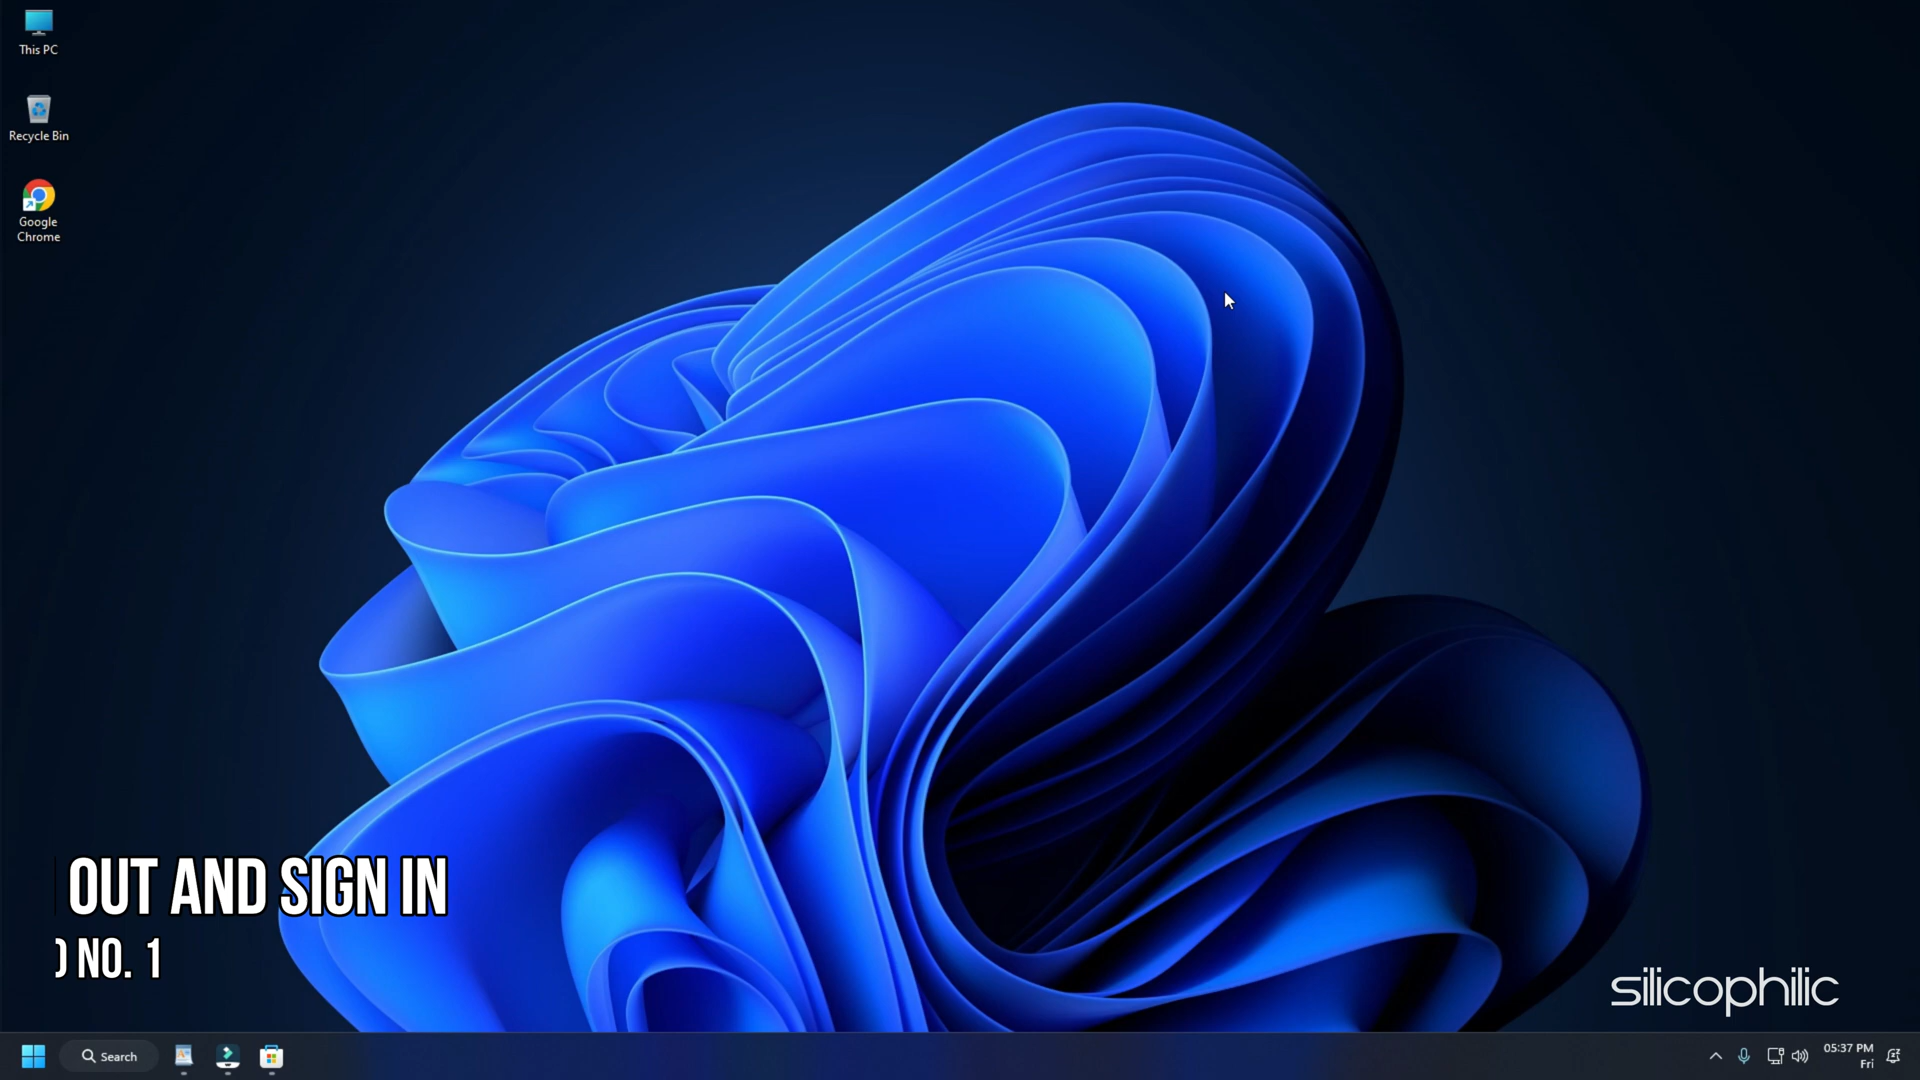 This PC
Recycle Bin
Google
Chrome
OUT AND SIGN IN
NO. 1
silicophilic
Search
05:37 PM
Fri